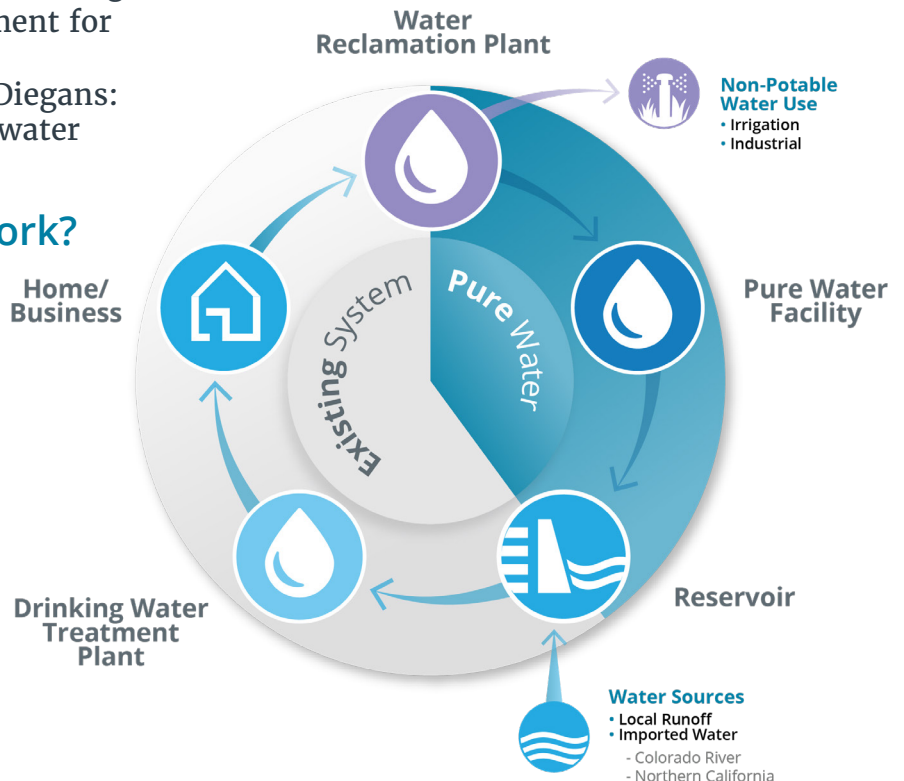 ment for
Diegans:
water
ork?
Water
Reclamation Plant
Non-Potable
Water Use
• Irrigation
• Industrial
Home/
Business
Existing System
Pure Water
Pure Water
Facility
Drinking Water
Treatment
Plant
Reservoir
Water Sources
• Local Runoff
• Imported Water
- Colorado River
- Northern California